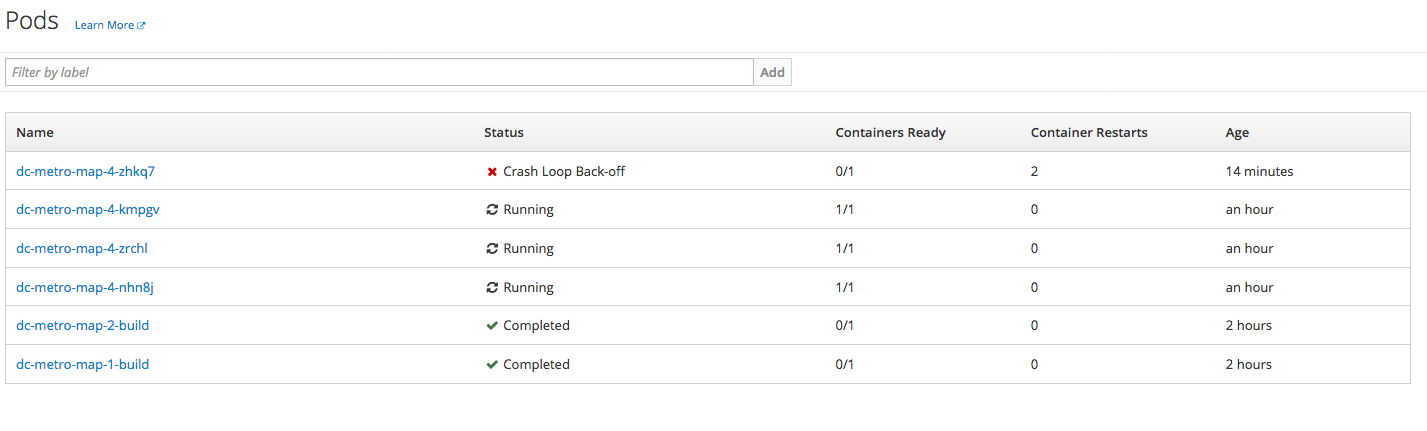 Pods Learn More
Filter by label Add
Name Status Containers Ready Container Restarts Age
dc-metro-map-4-zhkq7 Crash Loop Back-off 0/1 2 14 minutes
dc-metro-map-4-kmpgv Running 1/1 0 an hour
dc-metro-map-4-zrchl Running 1/1 0 an hour
dc-metro-map-4-nhn8j Running 1/1 0 an hour
dc-metro-map-2-build Completed 0/1 0 2 hours
dc-metro-map-1-build Completed 0/1 0 2 hours